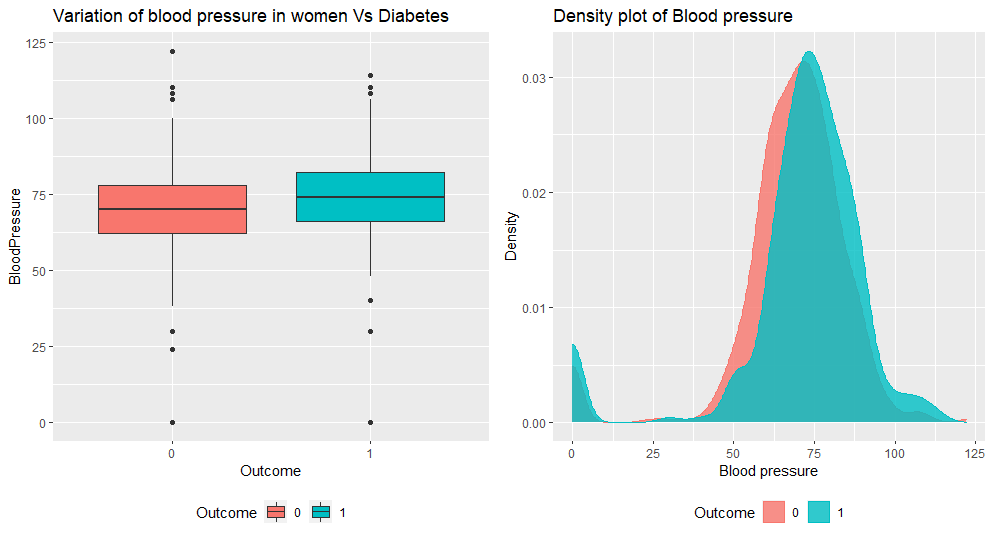 Variation of blood pressure in women Vs Diabetes
BloodPressure
125
100
75
50
25
0
0 1
Outcome
Outcome 0 1
Density plot of Blood pressure
Density
0.03
0.02
0.01
0.00
0 25 50 75 100 125
Blood pressure
Outcome 0 1